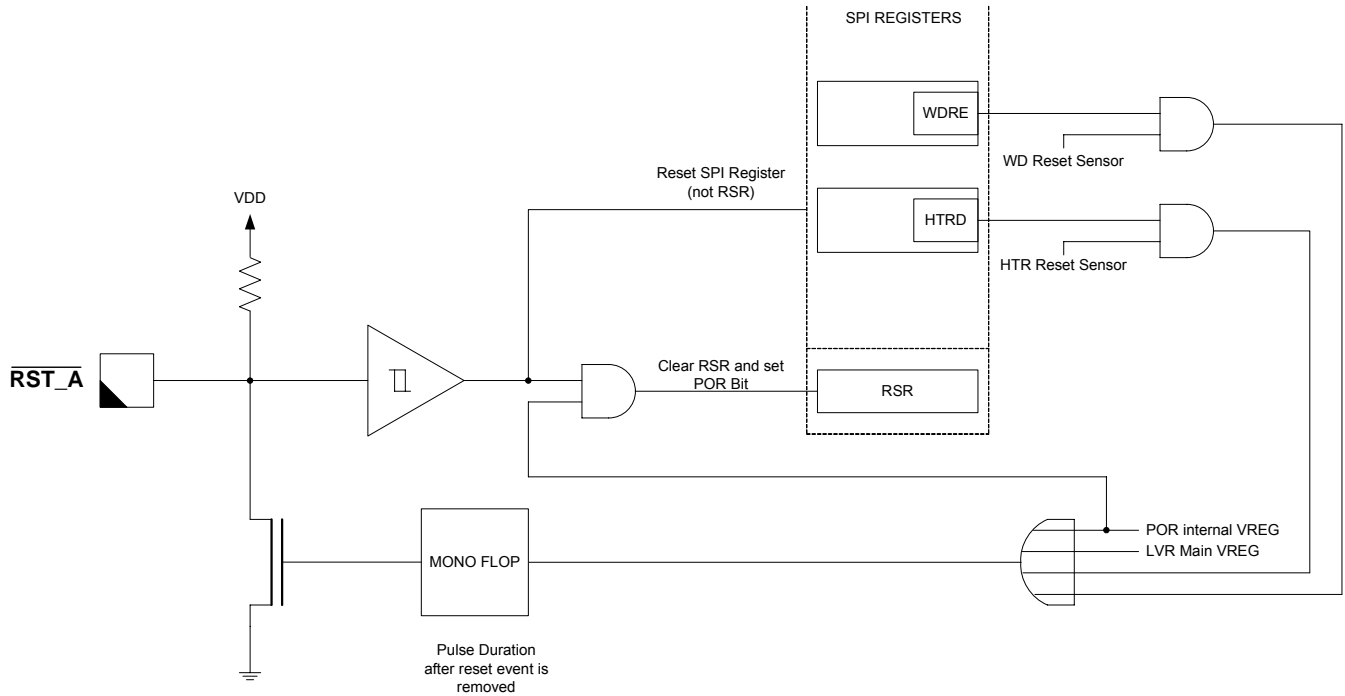 SPI REGISTERS
WDRE
WD Reset Sensor
Reset SPI Register
(not RSR)
VDD
HTRD
HTR Reset Sensor
RST_A
Clear RSR and set
POR Bit
RSR
POR internal VREG
LVR Main VREG
MONO FLOP
Pulse Duration
after reset event is
removed